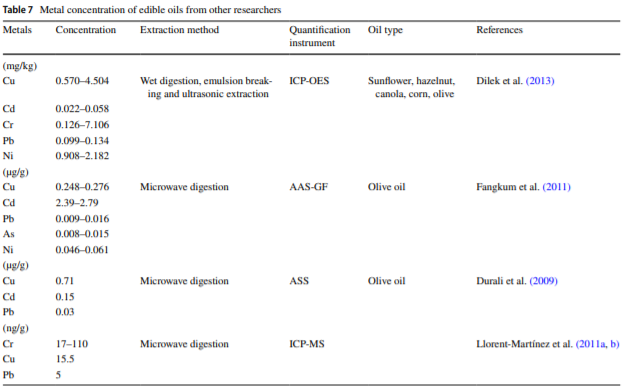 Table 7 Metal concentration of edible oils from other researchers
Metals Concentration Extraction method Quantification instrument Oil type References
(mg/kg)
Cu 0.570–4.504 Wet digestion, emulsion break- ICP-OES Sunflower, hazelnut, Dilek et al. (2013)
ing and ultrasonic extraction canola, corn, olive
Cd 0.022–0.058
Cr 0.126–7.106
Pb 0.099–0.134
Ni 0.908–2.182
(µg/g)
Cu 0.248–0.276 Microwave digestion AAS-GF Olive oil Fangkum et al. (2011)
Cd 2.39–2.79
Pb 0.009–0.016
As 0.008–0.015
Ni 0.046–0.061
(µg/g)
Cu 0.71 Microwave digestion ASS Olive oil Durali et al. (2009)
Cd 0.15
Pb 0.03
(ng/g)
Cr 17–110 Microwave digestion ICP-MS Llorent-Martínez et al. (2011a, b)
Cu 15.5
Pb 5